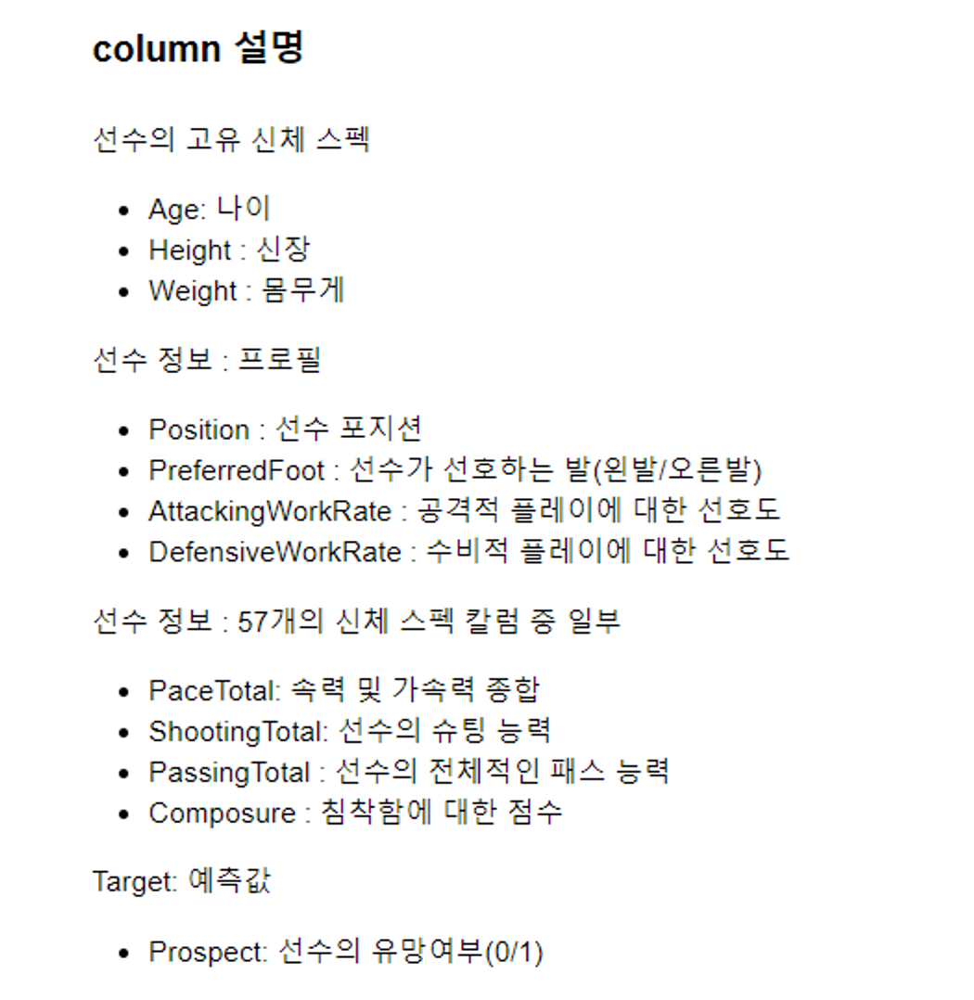 column 설명
선수의 고유 신체 스펙
Age: 나이
Height : 신장
Weight : 몸무게
선수 정보 : 프로필
Position : 선수 포지션
PreferredFoot : 선수가 선호하는 발(왼발/오른발)
AttackingWorkRate : 공격적 플레이에 대한 선호도
DefensiveWorkRate : 수비적 플레이에 대한 선호도
선수 정보 : 57개의 신체 스펙 칼럼 중 일부
PaceTotal: 속력 및 가속력 종합
ShootingTotal: 선수의 슈팅 능력
PassingTotal : 선수의 전체적인 패스 능력
Composure : 침착함에 대한 점수
Target: 예측값
Prospect: 선수의 유망여부(0/1)